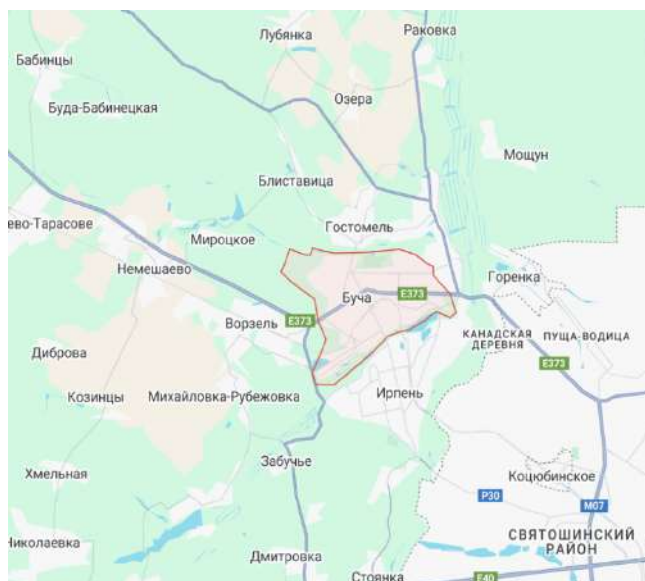 Лубянка
Раковка
Бабинцы
Озера
Буда-Бабинецкая
Мощун
Блиставица
ево-Тарасове
Гостомель
Мироцкое
Немешаево
Горенка
Буча
E373
Ворзель
E373
КАНАДСКАЯ
ДЕРЕВНЯ
ПУЩА-ВОДИЦА
Диброва
E373
Козинцы
Михайловка-Рубежовка
Ирпень
Забучье
Хмельная
Коцюбинское
P30
M07
СВЯТОШИНСКИЙ
РАЙОН
Николаевка
Дмитровка
Стоянка
E40